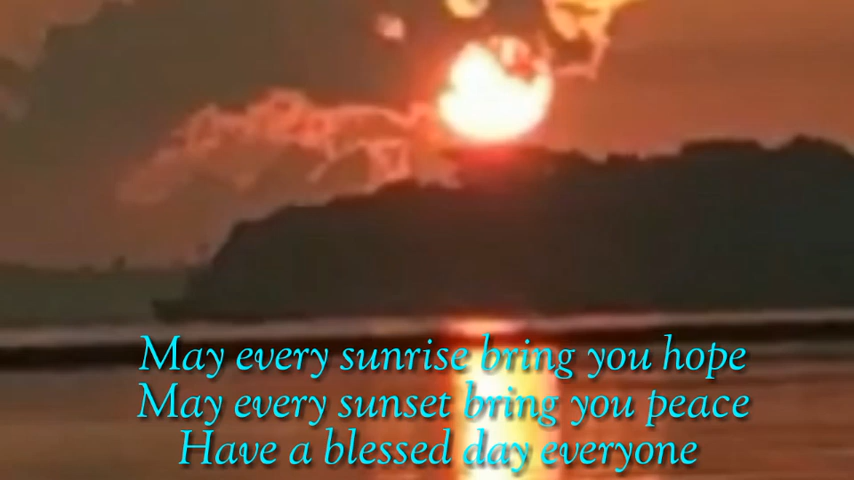 May every sunrise bring you hope
May every sunset bring you peace
Have a blessed day everyone